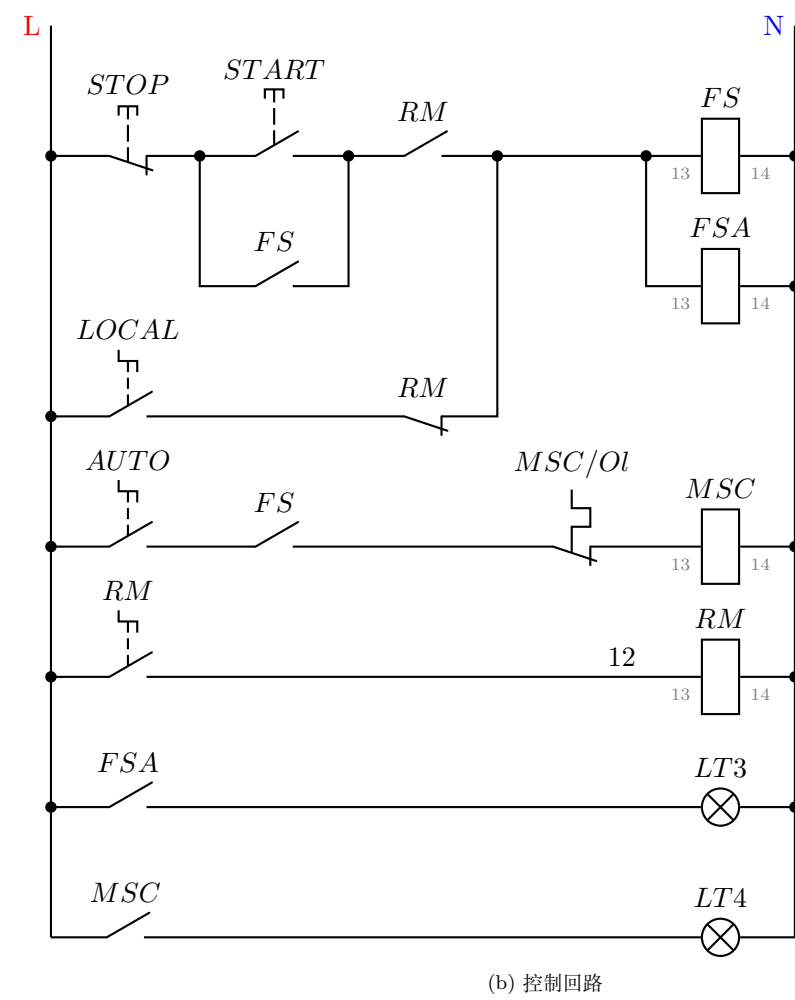 L N
STOP START RM FS
13 14
FS FSA
13 14
LOCAL RM
AUTO FS MSC/Ol MSC
13 14
RM 12 RM
13 14
FSA LT3
MSC LT4
(b) 控制回路